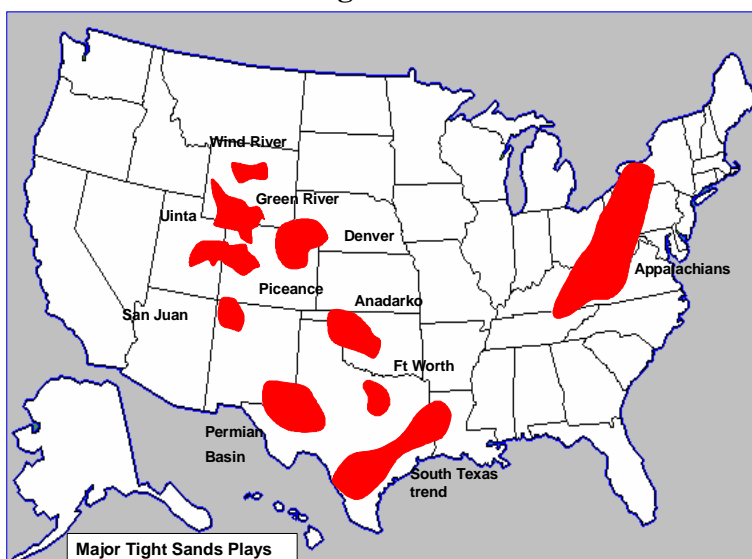 Wind River
Green River
Uinta
Denver
Appalachians
Piceance
Anadarko
San Juan
Ft Worth
Permian
Basin
South Texas
trend
Major Tight Sands Plays